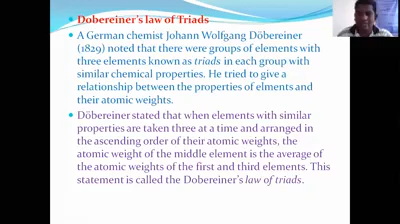 Dobereiner's law of Triads
A German chemist Johann Wolfgang Döbereiner
(1829) noted that there were groups of elements with
three elements known as triads in each group with
similar chemical properties. He tried to give a
relationship between the properties of elments and
their atomic weights.
Döbereiner stated that when elements with similar
properties are taken three at a time and arranged in
the ascending order of their atomic weights, the
atomic weight of the middle element is the average of
the atomic weights of the first and third elements. This
statement is called the Dobereiner's law of triads.